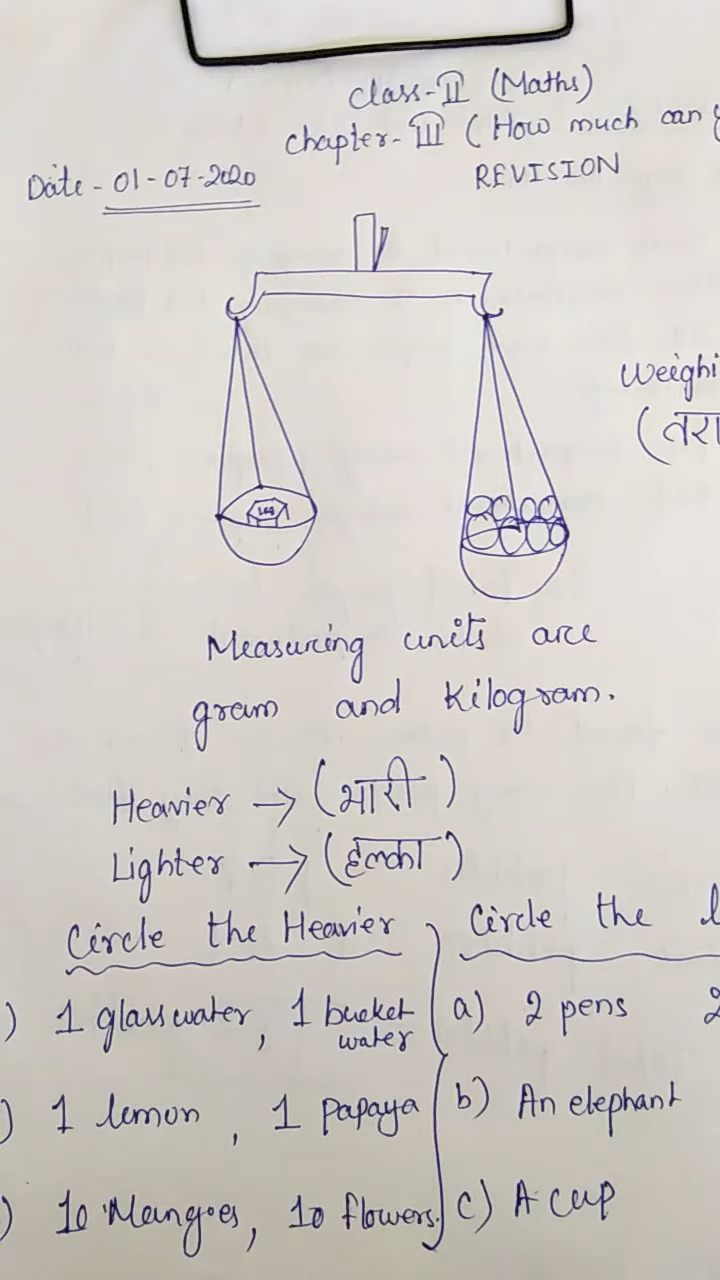 Class-II (Maths)
Chapter-III (How much can
REVISION
Date - 01-07-2020
Weighi
(तरा
1kg
Measuring units are
gram and Kilogram.
Heavier → (भारी)
Lighter → (हल्का)
Circle the Heavier
) 1 glass water, 1 bucket water
) 1 lemon, 1 papaya
) 10 Mangoes, 10 flowers.
Circle the l
a) 2 pens 2
b) An elephant
c) A cup